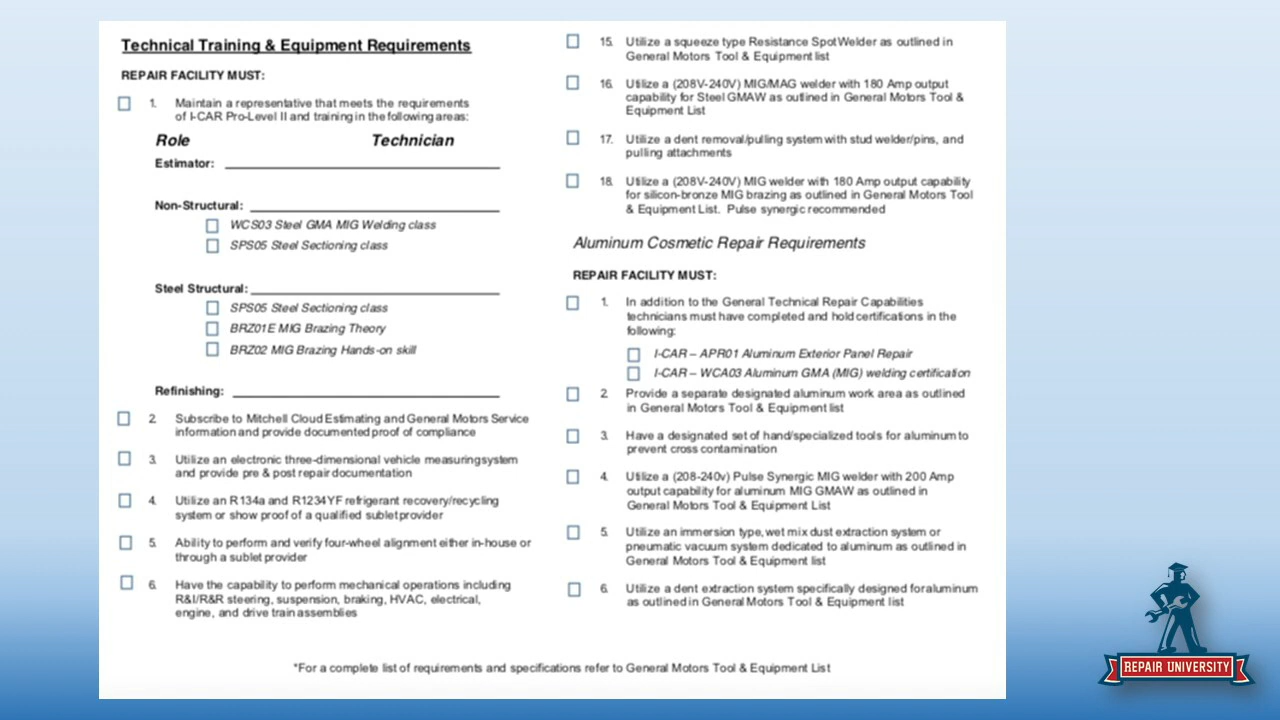 Technical Training & Equipment Requirements
REPAIR FACILITY MUST:
1. Maintain a representative that meets the requirements
of I-CAR Pro-Level II and training in the following areas:
Role Technician
Estimator:
Non-Structural:
WCS03 Steel GMA MIG Welding class
SPS05 Steel Sectioning class
Steel Structural:
SPS05 Steel Sectioning class
BRZ01E MIG Brazing Theory
BRZ02 MIG Brazing Hands-on skill
Refinishing:
2. Subscribe to Mitchell Cloud Estimating and General Motors Service
information and provide documented proof of compliance
3. Utilize an electronic three-dimensional vehicle measuring system
and provide pre & post repair documentation
4. Utilize an R134a and R1234YF refrigerant recovery/recycling
system or show proof of a qualified sublet provider
5. Ability to perform and verify four-wheel alignment either in-house or
through a sublet provider
6. Have the capability to perform mechanical operations including
R&I/R&R steering, suspension, braking, HVAC, electrical,
engine, and drive train assemblies
15. Utilize a squeeze type Resistance Spot Welder as outlined in
General Motors Tool & Equipment list
16. Utilize a (208V-240V) MIG/MAG welder with 180 Amp output
capability for Steel GMAW as outlined in General Motors Tool &
Equipment List
17. Utilize a dent removal/pulling system with stud welder/pins, and
pulling attachments
18. Utilize a (208V-240V) MIG welder with 180 Amp output capability
for silicon-bronze MIG brazing as outlined in General Motors Tool
& Equipment List. Pulse synergic recommended
Aluminum Cosmetic Repair Requirements
REPAIR FACILITY MUST:
1. In addition to the General Technical Repair Capabilities
technicians must have completed and hold certifications in the
following:
I-CAR – APR01 Aluminum Exterior Panel Repair
I-CAR – WCA03 Aluminum GMA (MIG) welding certification
2. Provide a separate designated aluminum work area as outlined
in General Motors Tool & Equipment list
3. Have a designated set of hand/specialized tools for aluminum to
prevent cross contamination
4. Utilize a (208-240v) Pulse Synergic MIG welder with 200 Amp
output capability for aluminum MIG GMAW as outlined in
General Motors Tool & Equipment List
5. Utilize an immersion type, wet mix dust extraction system or
pneumatic vacuum system dedicated to aluminum as outlined in
General Motors Tool & Equipment list
6. Utilize a dent extraction system specifically designed for aluminum
as outlined in General Motors Tool & Equipment list
*For a complete list of requirements and specifications refer to General Motors Tool & Equipment List
REPAIR UNIVERSITY